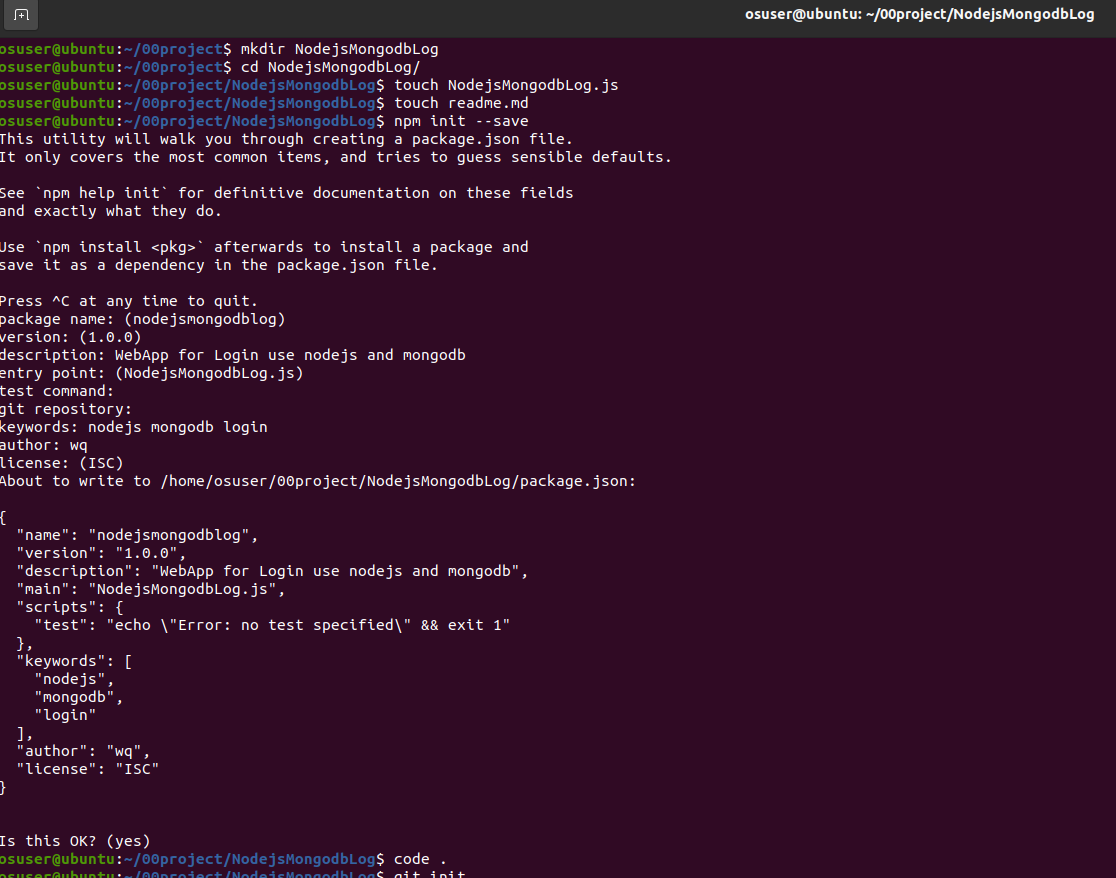 osuser@ubuntu: ~/00project/NodejsMongodbLog
osuser@ubuntu:~/00project$ mkdir NodejsMongodbLog
osuser@ubuntu:~/00project$ cd NodejsMongodbLog/
osuser@ubuntu:~/00project/NodejsMongodbLog$ touch NodejsMongodbLog.js
osuser@ubuntu:~/00project/NodejsMongodbLog$ touch readme.md
osuser@ubuntu:~/00project/NodejsMongodbLog$ npm init --save
This utility will walk you through creating a package.json file.
It only covers the most common items, and tries to guess sensible defaults.

See `npm help init` for definitive documentation on these fields
and exactly what they do.

Use `npm install <pkg>` afterwards to install a package and
save it as a dependency in the package.json file.

Press ^C at any time to quit.
package name: (nodejsmongodblog)
version: (1.0.0)
description: WebApp for Login use nodejs and mongodb
entry point: (NodejsMongodbLog.js)
test command:
git repository:
keywords: nodejs mongodb login
author: wq
license: (ISC)
About to write to /home/osuser/00project/NodejsMongodbLog/package.json:

{
  "name": "nodejsmongodblog",
  "version": "1.0.0",
  "description": "WebApp for Login use nodejs and mongodb",
  "main": "NodejsMongodbLog.js",
  "scripts": {
    "test": "echo \"Error: no test specified\" && exit 1"
  },
  "keywords": [
    "nodejs",
    "mongodb",
    "login"
  ],
  "author": "wq",
  "license": "ISC"
}

Is this OK? (yes)
osuser@ubuntu:~/00project/NodejsMongodbLog$ code .
osuser@ubuntu:~/00project/NodejsMongodbLog$ git init